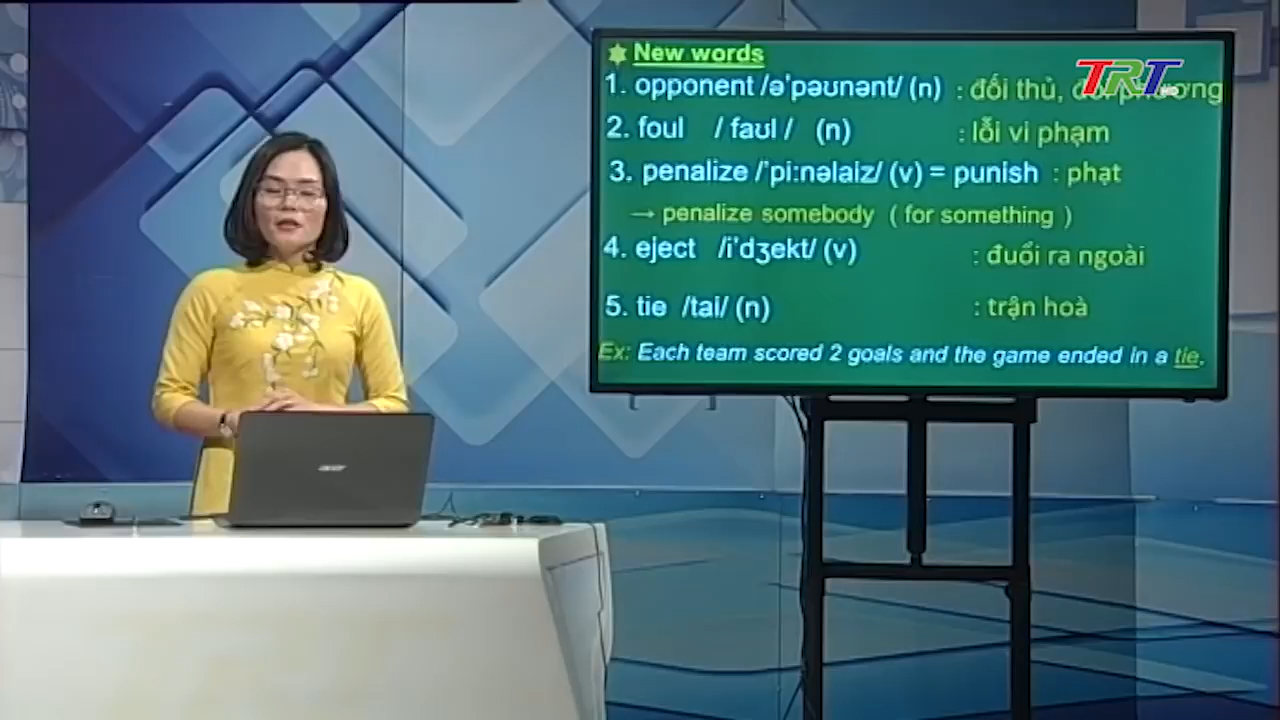 New words
1. opponent /ə'pəʊnənt/ (n) : đối thủ, đối phương
2. foul / faʊl / (n) : lỗi vi phạm
3. penalize /'pi:nəlaiz/ (v) = punish : phạt
→ penalize somebody ( for something )
4. eject /i'dʒekt/ (v) : đuổi ra ngoài
5. tie /tai/ (n) : trận hoà
Ex: Each team scored 2 goals and the game ended in a tie.
TRT
acer